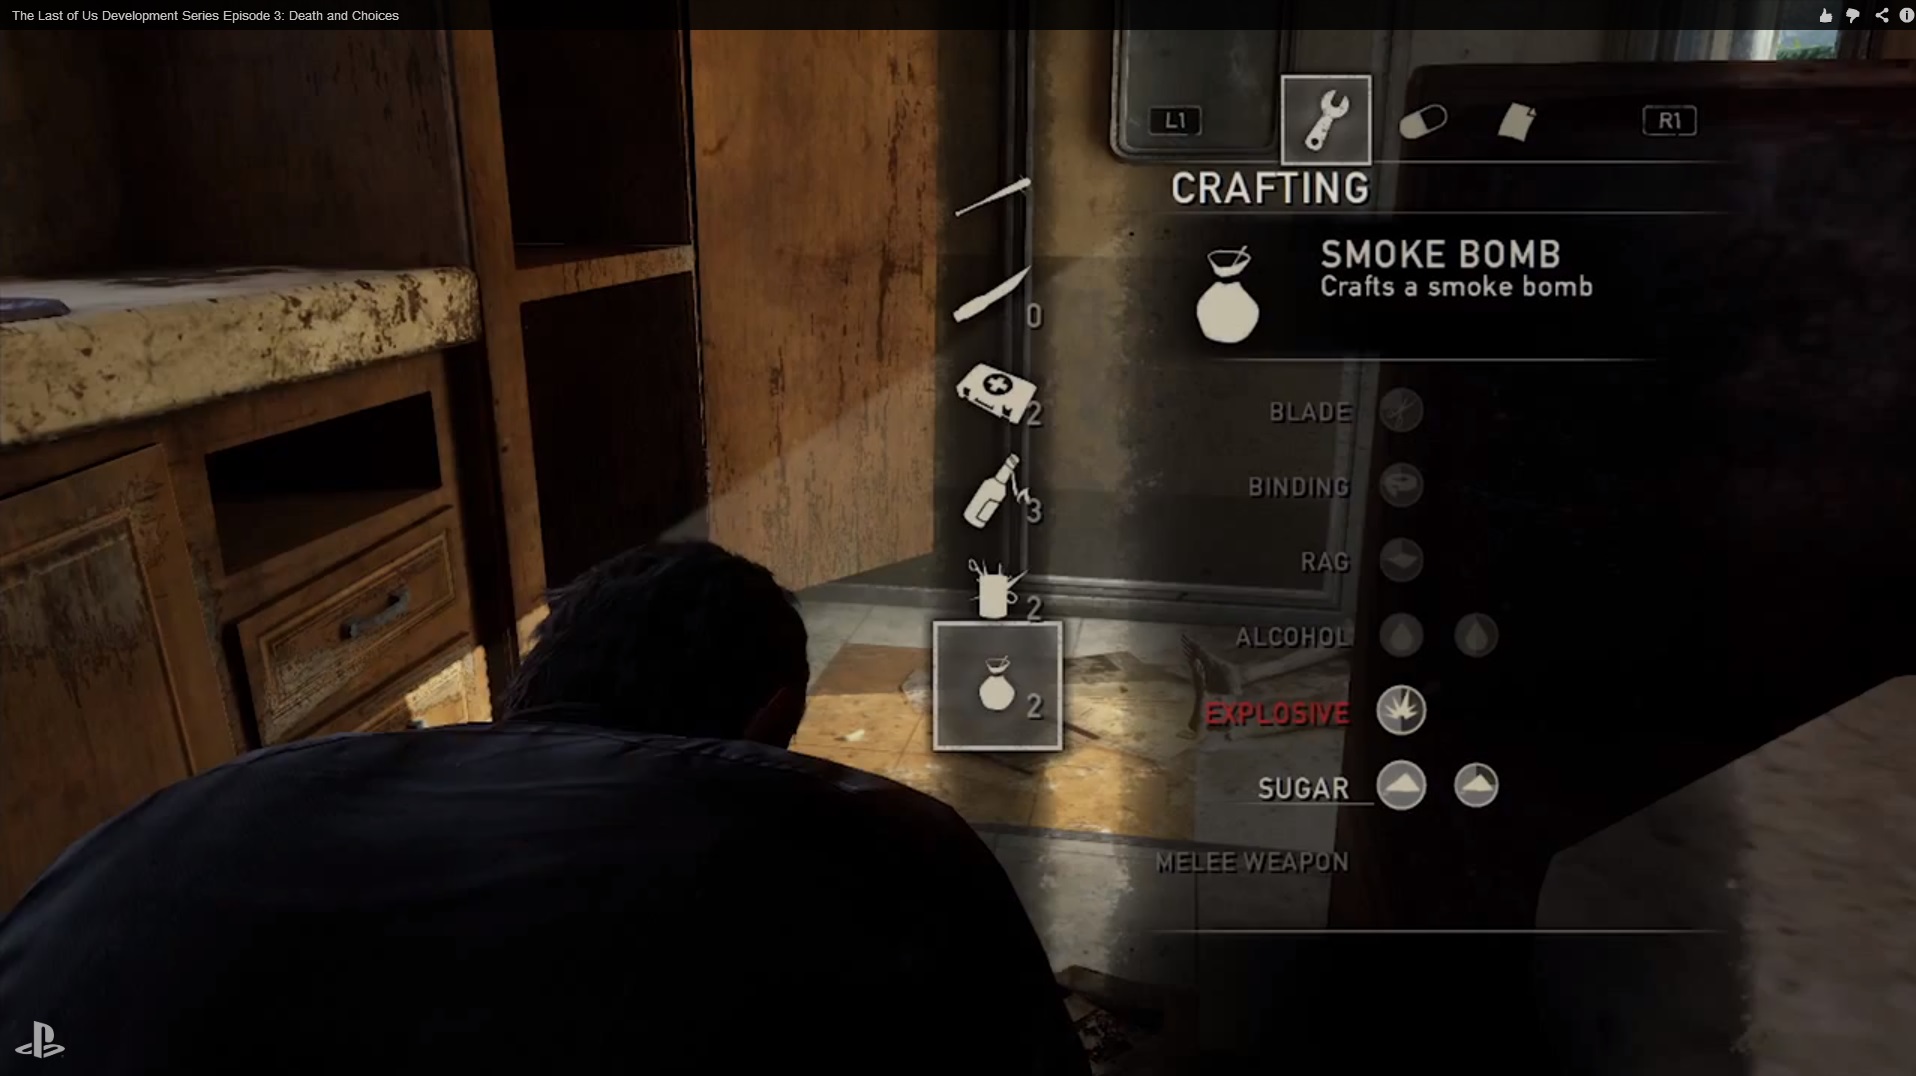 The Last of Us Development Series Episode 3: Death and Choices
L1
R1
CRAFTING
SMOKE BOMB
Crafts a smoke bomb
0
2
3
2
2
BLADE
BINDING
RAG
ALCOHOL
EXPLOSIVE
SUGAR
MELEE WEAPON